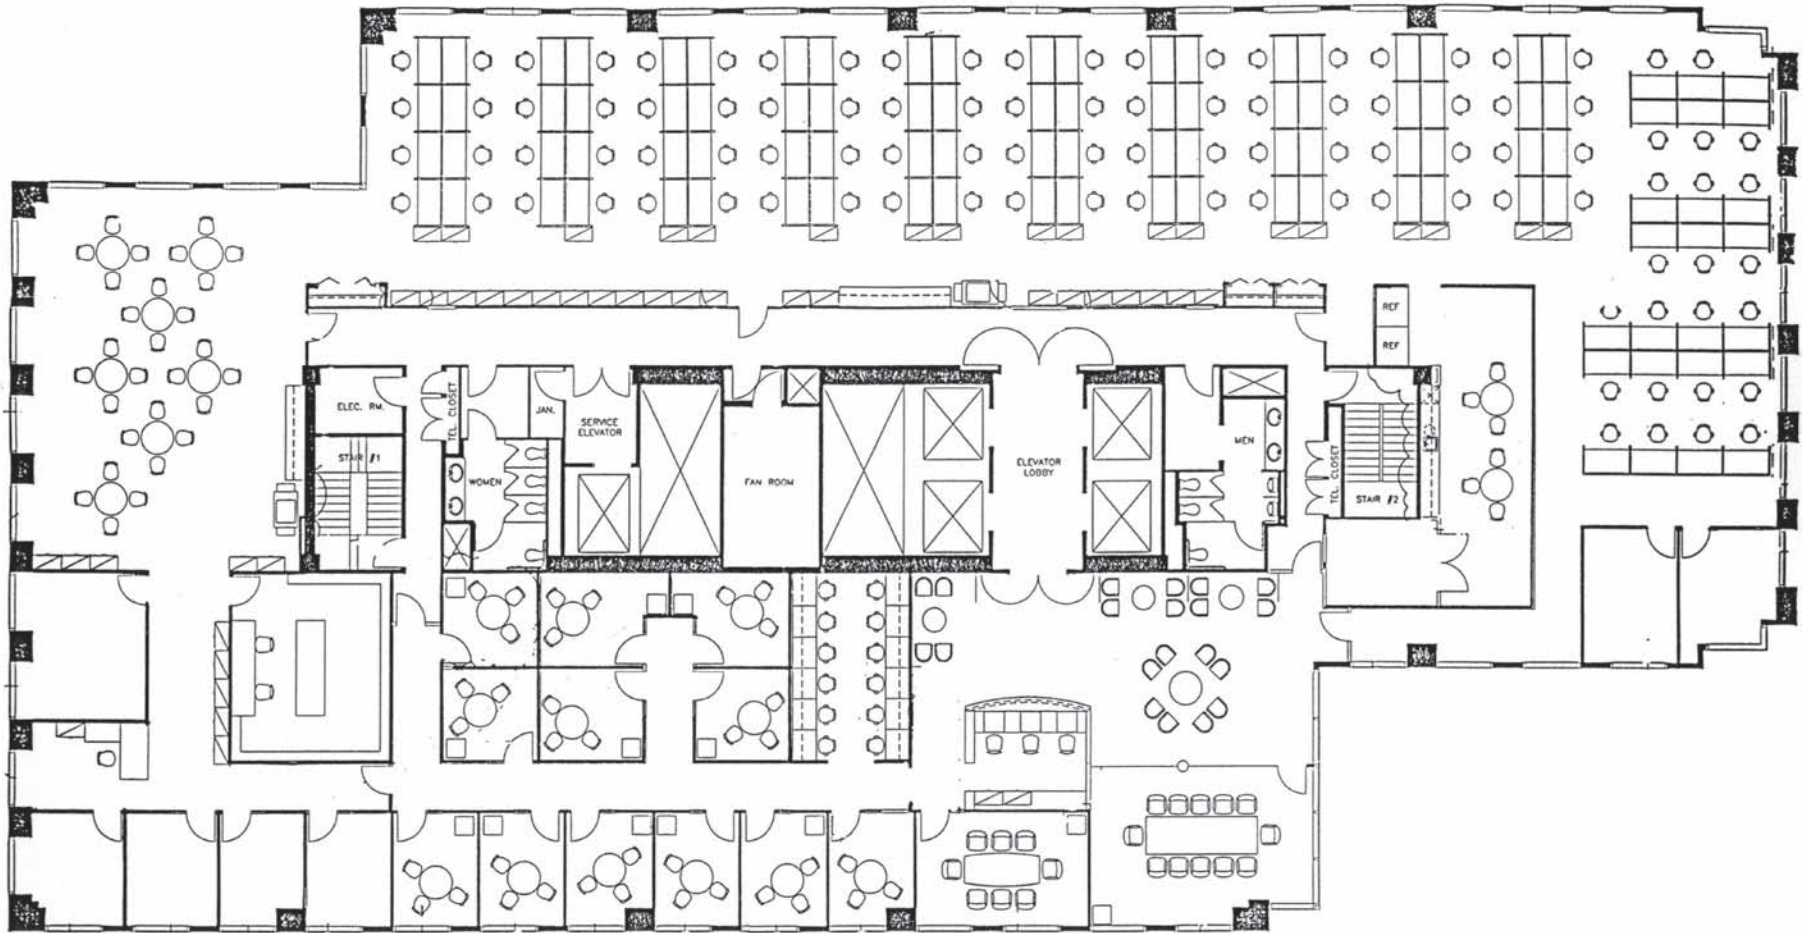 REF
REF
ELEC. RM.
TEL. CLOSET
JAN.
SERVICE
ELEVATOR
STAIR #1
WOMEN
FAN ROOM
ELEVATOR
LOBBY
MEN
TEL. CLOSET
STAIR #2